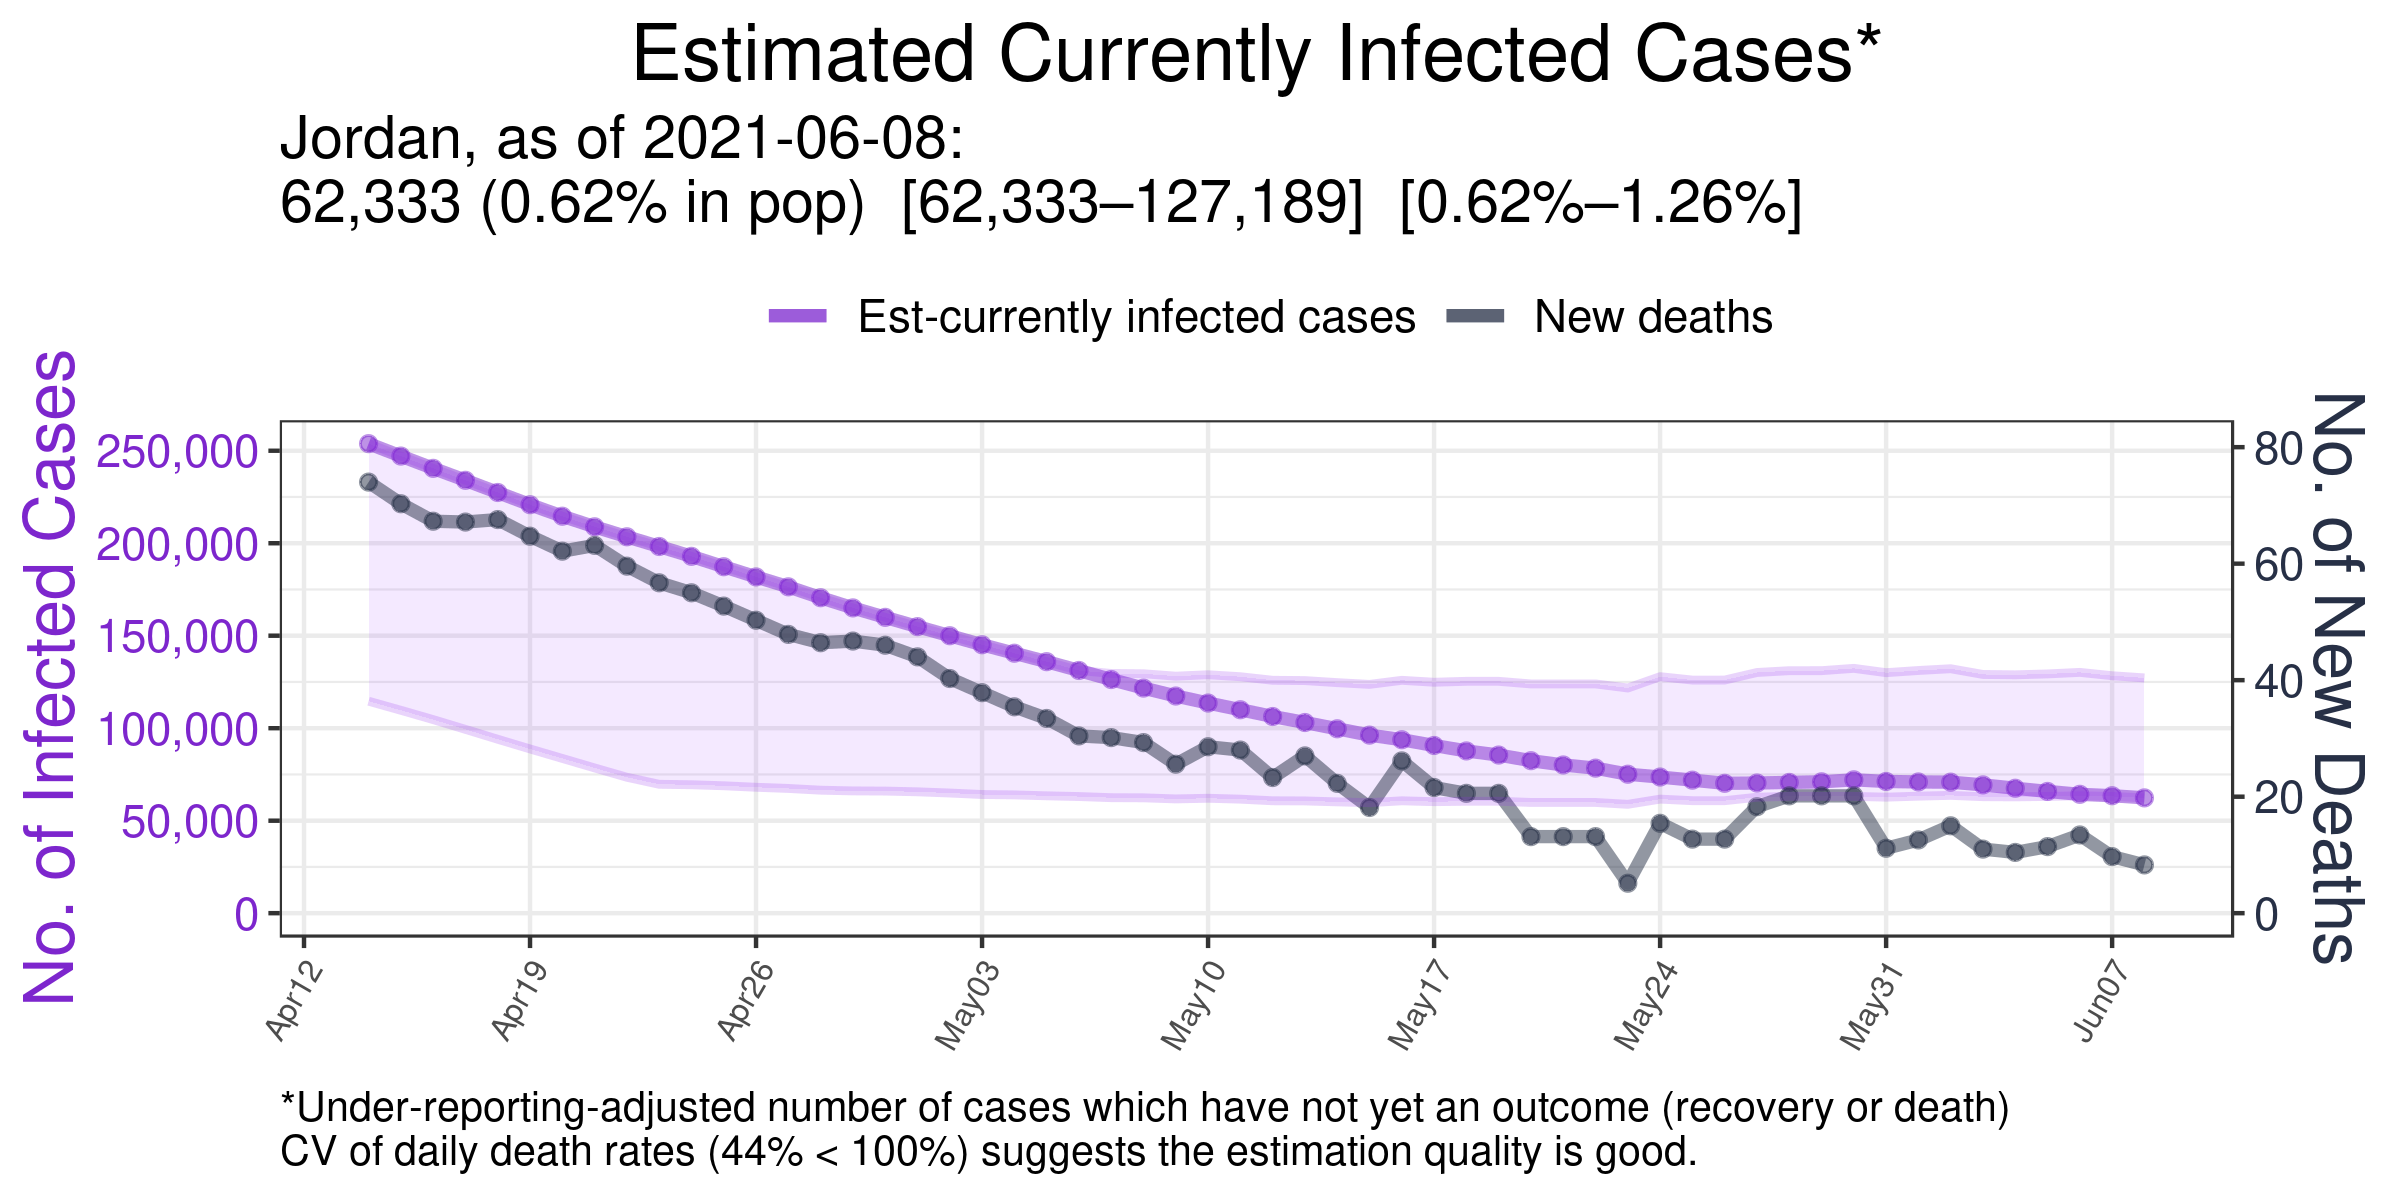 Estimated Currently Infected Cases*
Jordan, as of 2021-06-08:
62,333 (0.62% in pop)  [62,333–127,189]  [0.62%–1.26%]
Est-currently infected cases
New deaths
No. of Infected Cases
250,000
200,000
150,000
100,000
50,000
0
80
60
40
20
0
No. of New Deaths
Apr12
Apr19
Apr26
May03
May10
May17
May24
May31
Jun07
*Under-reporting-adjusted number of cases which have not yet an outcome (recovery or death)
CV of daily death rates (44% < 100%) suggests the estimation quality is good.